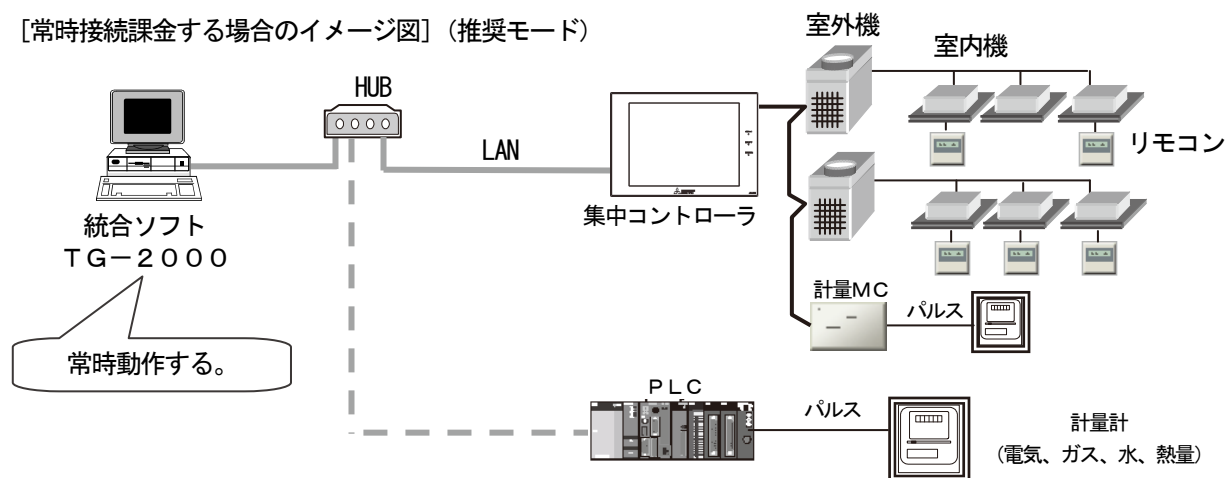 [常時接続課金する場合のイメージ図]（推奨モード）
室外機
室内機
HUB
LAN
リモコン
集中コントローラ
統合ソフト
ＴＧ－２０００
計量ＭＣ
パルス
常時動作する。
ＰＬＣ
パルス
計量計
（電気、ガス、水、熱量）